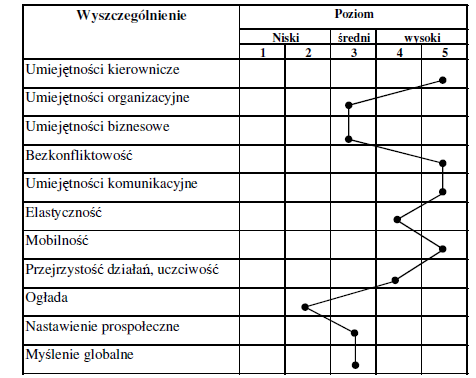 Wyszczególnienie Poziom
Niski średni wysoki
1 2 3 4 5
Umiejętności kierownicze
Umiejętności organizacyjne
Umiejętności biznesowe
Bezkonfliktowość
Umiejętności komunikacyjne
Elastyczność
Mobilność
Przejrzystość działań, uczciwość
Ogłada
Nastawienie prospołeczne
Myślenie globalne